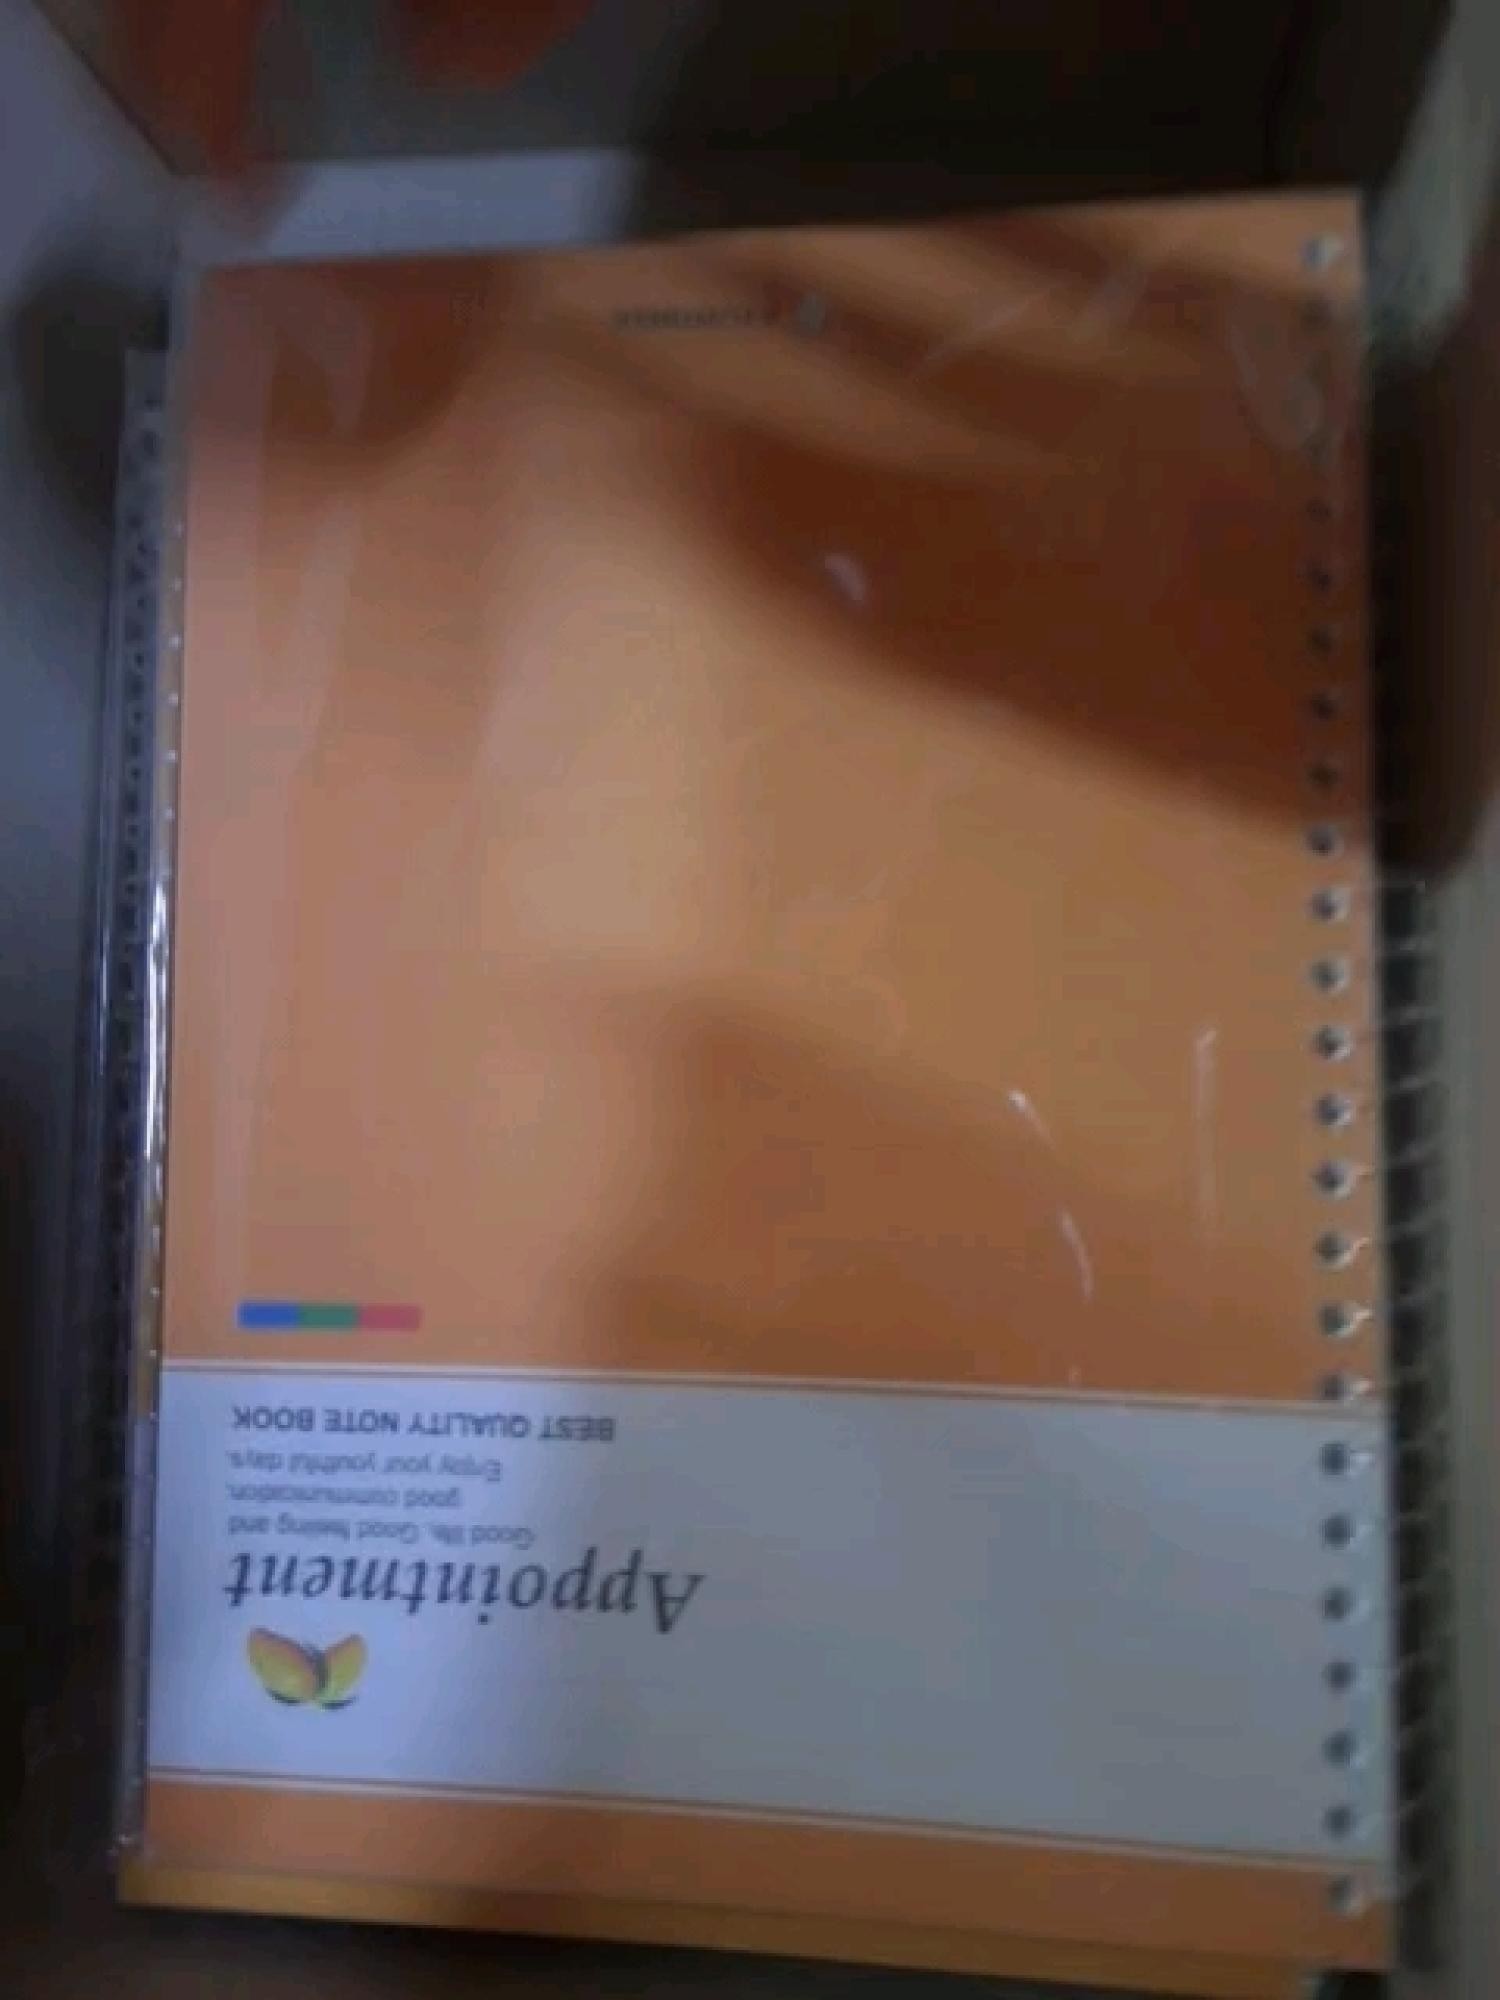 Appointment
Good life, Good feeling and
good communication,
Enjoy your youthful days.
BEST QUALITY NOTE BOOK